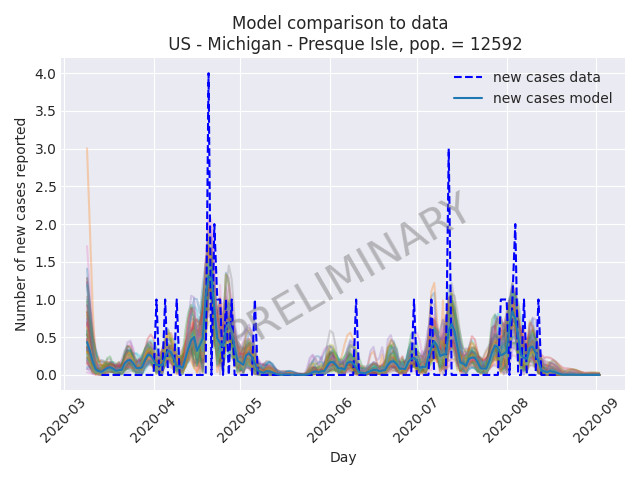 Model comparison to data
US - Michigan - Presque Isle, pop. = 12592
new cases data
new cases model
Number of new cases reported
4.0
3.5
3.0
2.5
2.0
1.5
1.0
0.5
0.0
PRELIMINARY
2020-03
2020-04
2020-05
2020-06
2020-07
2020-08
2020-09
Day